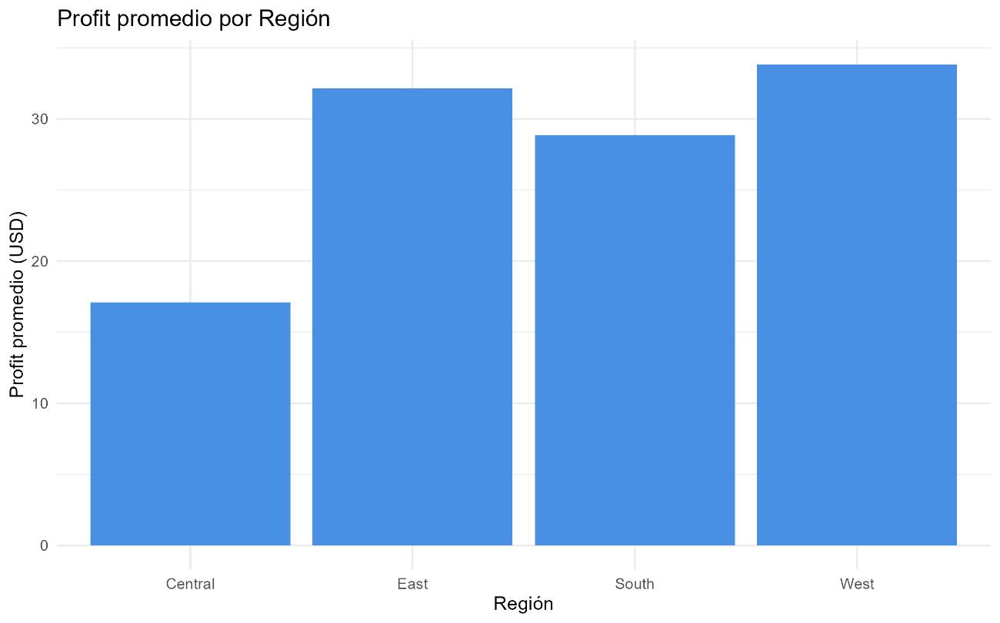 Profit promedio por Región
Profit promedio (USD)
30
20
10
0
Central
East
South
West
Región